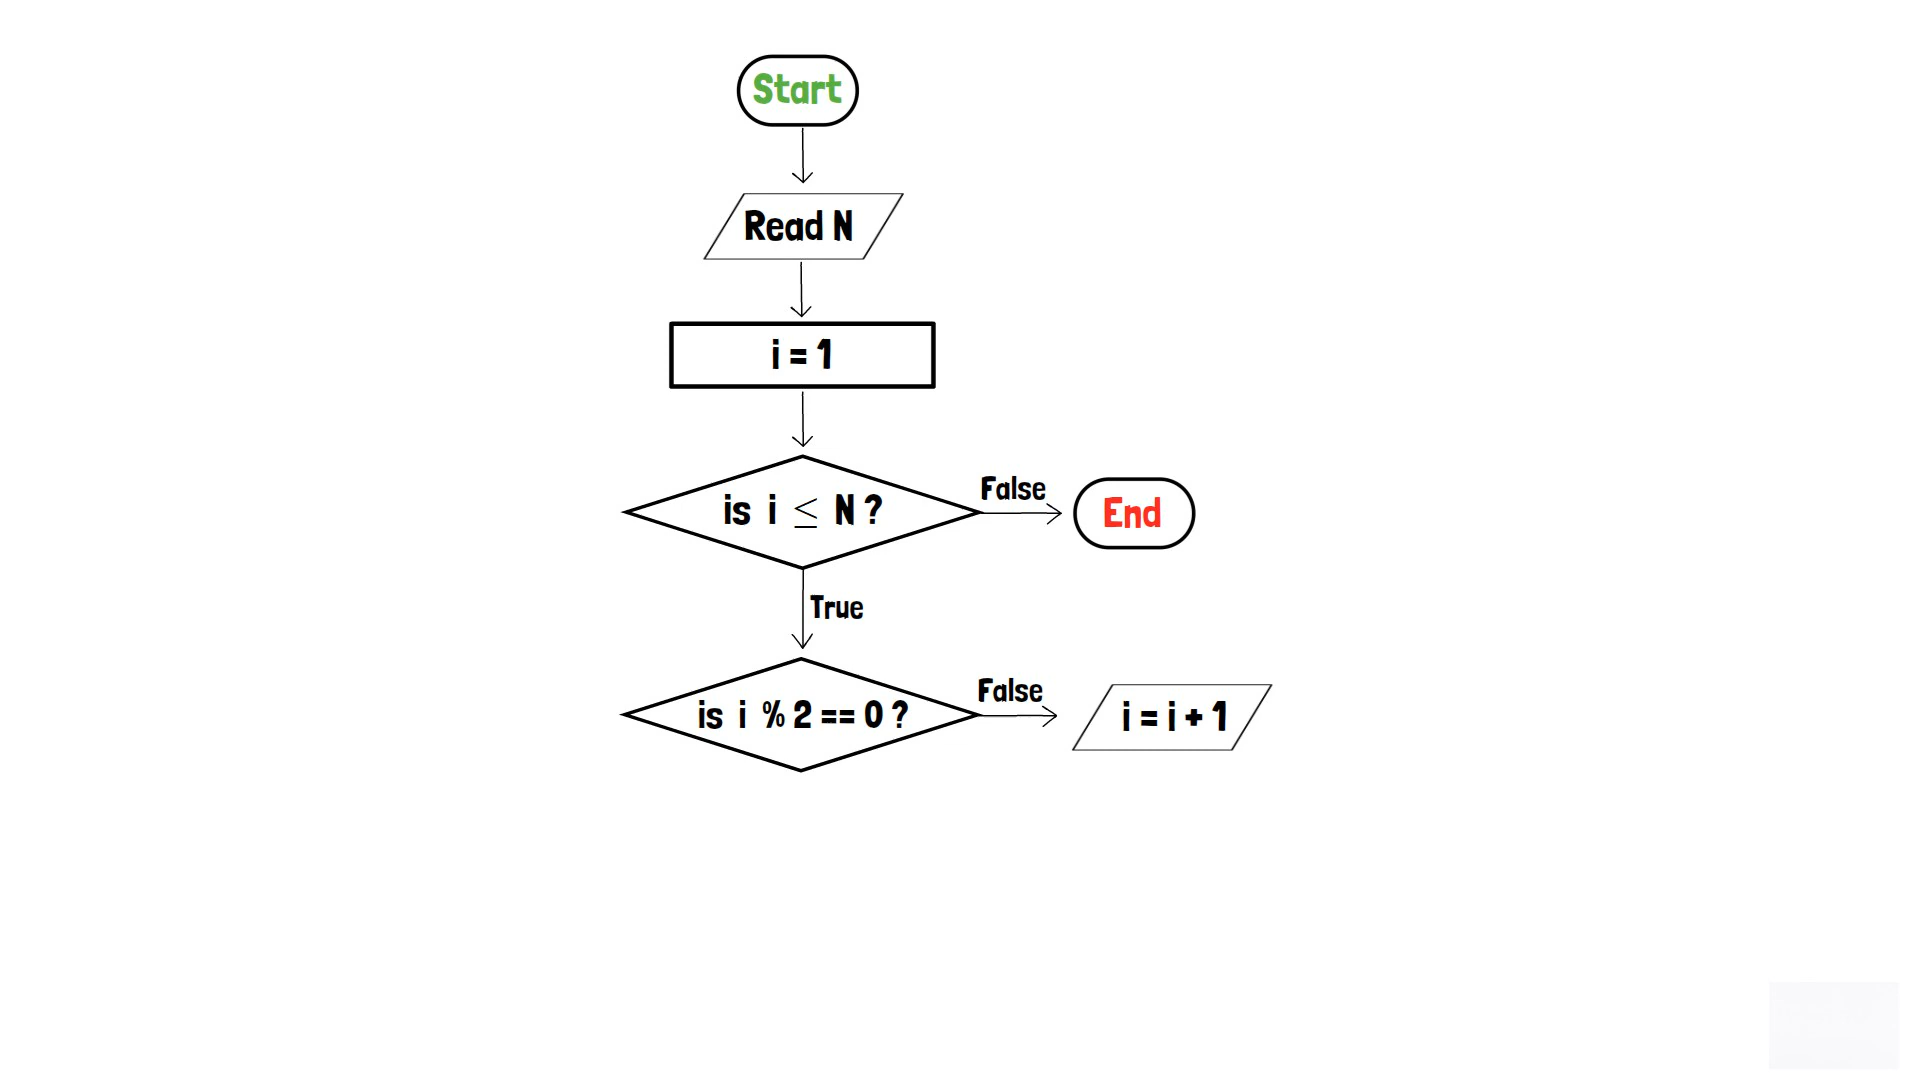 Start
Read N
i = 1
is i ≤ N ?
False
End
True
is i % 2 == 0 ?
False
i = i + 1